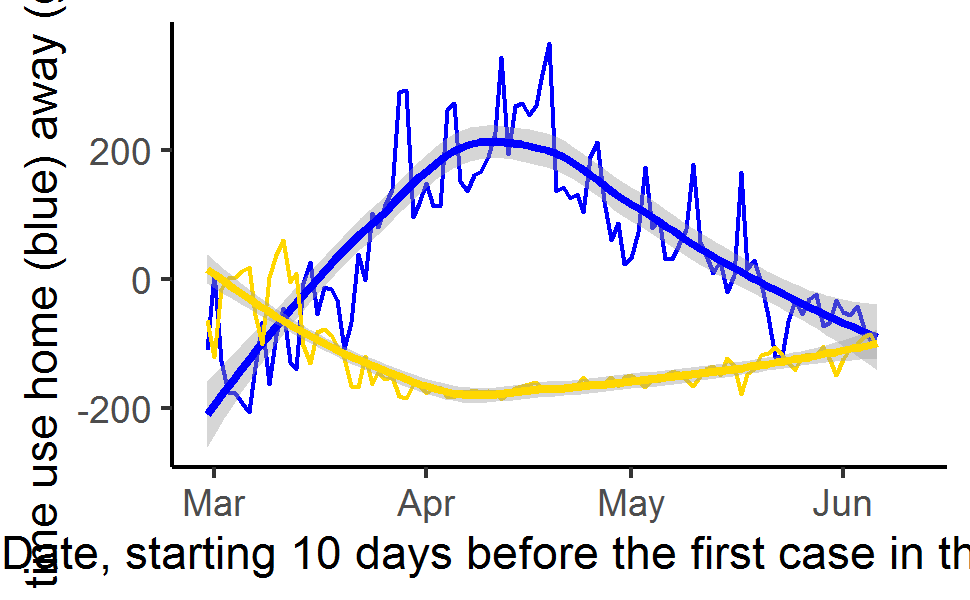 time use home (blue) away (
200
0
-200
Mar Apr May Jun
Date, starting 10 days before the first case in th